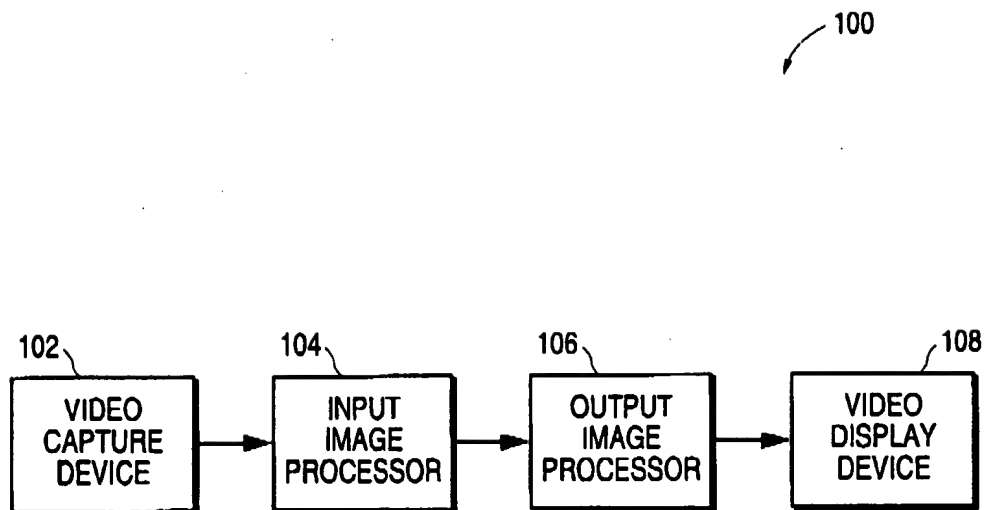 100
102
104
106
108
VIDEO
CAPTURE
DEVICE
INPUT
IMAGE
PROCESSOR
OUTPUT
IMAGE
PROCESSOR
VIDEO
DISPLAY
DEVICE